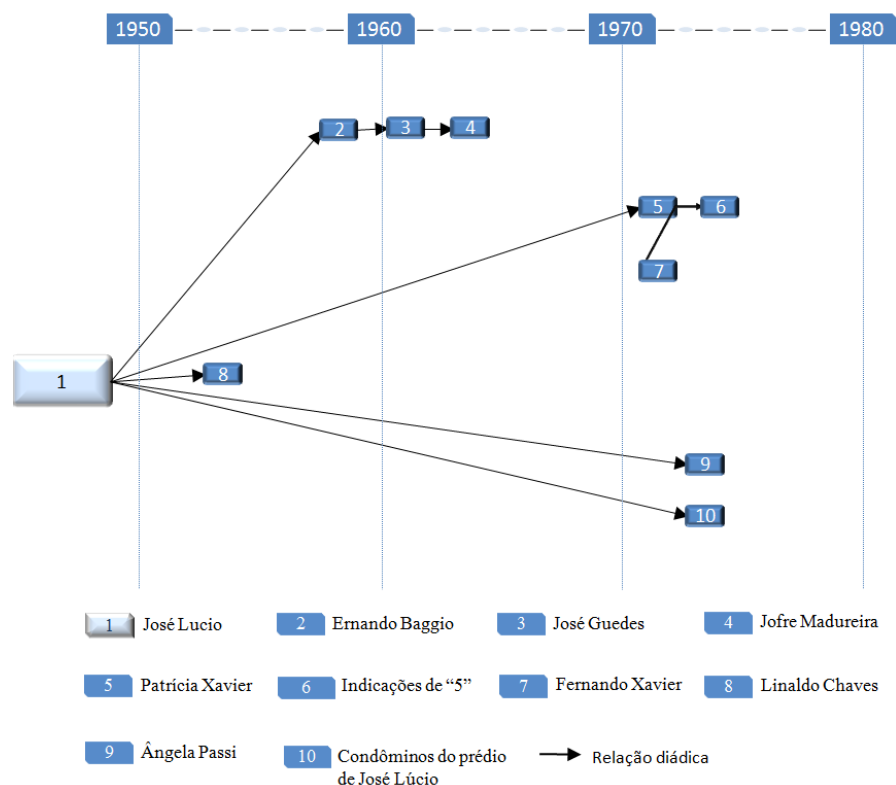 1950 1960 1970 1980
2 3 4
5 6
7
1 8
9
10
1 José Lucio 2 Ernando Baggio 3 José Guedes 4 Jofre Madureira
5 Patrícia Xavier 6 Indicações de “5” 7 Fernando Xavier 8 Linaldo Chaves
9 Ângela Passi 10 Condôminos do prédio
de José Lúcio
Relação diádica